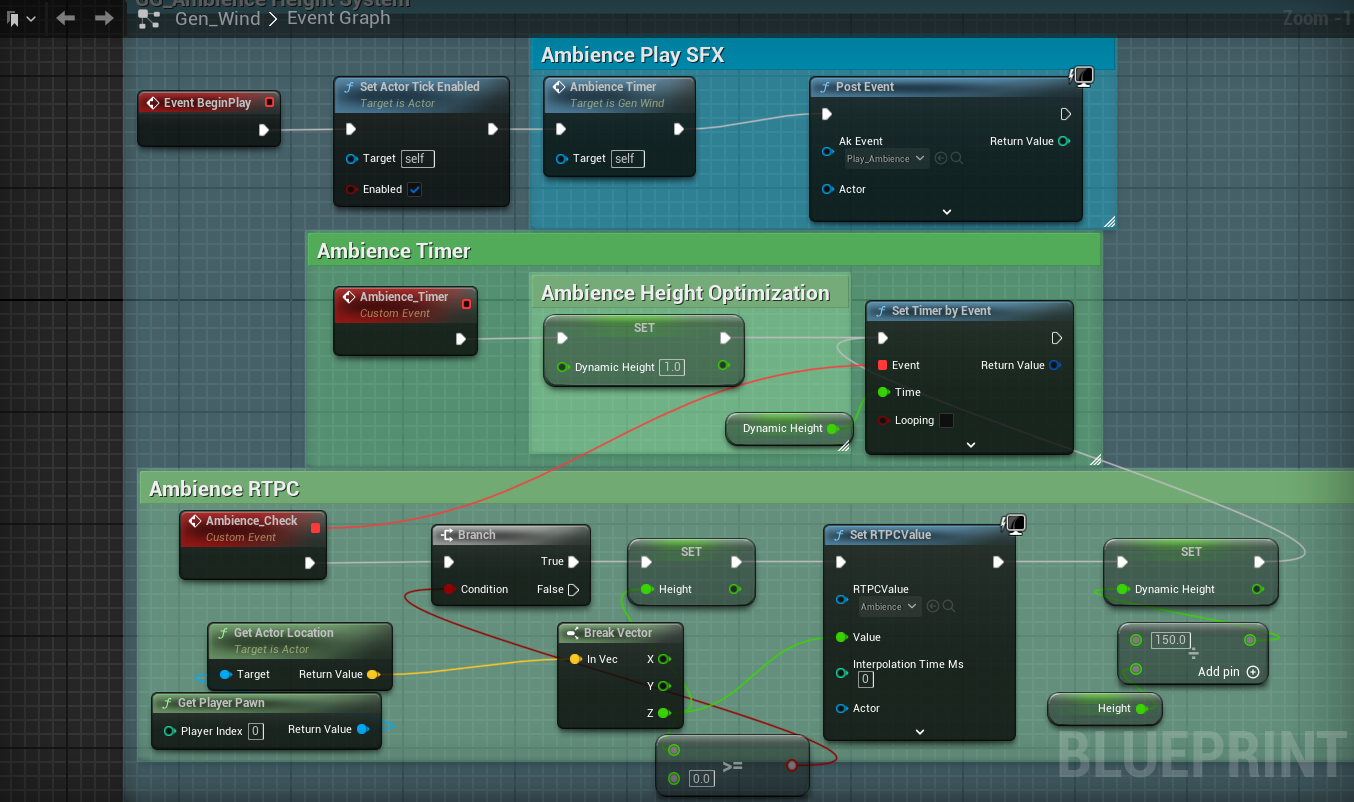 GG_Ambience Height System
Gen_Wind > Event Graph
Zoom -1
Ambience Play SFX
Event BeginPlay
Set Actor Tick Enabled
Target is Actor
Target self
Enabled
Ambience Timer
Target is Gen Wind
Target self
Post Event
Ak Event
Play_Ambience
Return Value
Actor
Ambience Timer
Ambience_Timer
Custom Event
Ambience Height Optimization
SET
Dynamic Height 1.0
Dynamic Height
Set Timer by Event
Event
Return Value
Time
Looping
Ambience RTPC
Ambience_Check
Custom Event
Branch
True
Condition
False
SET
Height
Set RTPCValue
RTPCValue
Ambience
Value
Interpolation Time Ms
0
Actor
SET
Dynamic Height
Get Actor Location
Target is Actor
Target
Return Value
Get Player Pawn
Player Index 0
Return Value
Break Vector
In Vec
X
Y
Z
>=
0.0
150.0
÷
Add pin
Height
BLUEPRINT